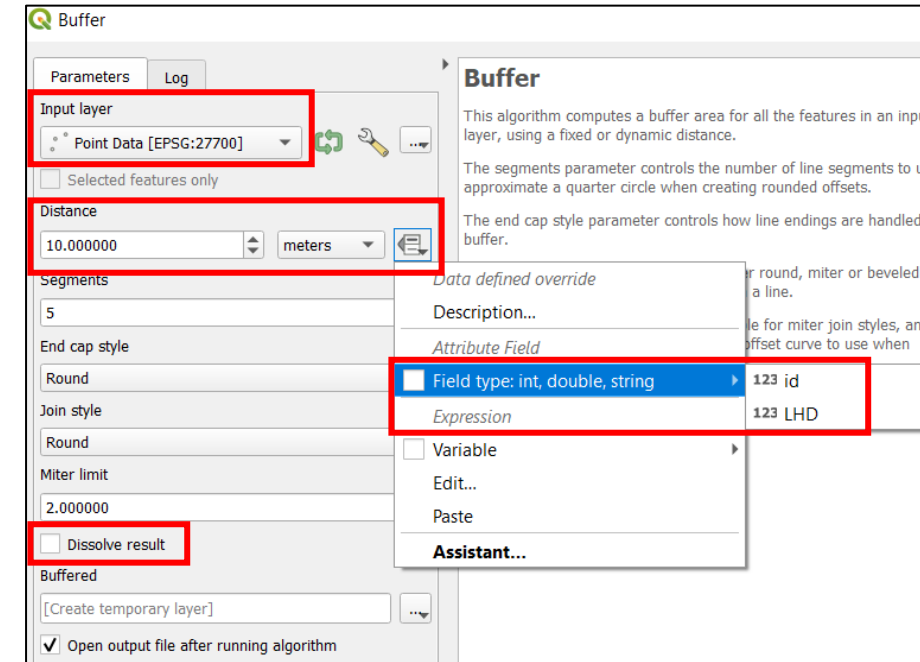 Buffer
Parameters
Log
Input layer
Point Data [EPSG:27700]
...
Selected features only
Distance
10.000000
meters
Segments
5
End cap style
Round
Join style
Round
Miter limit
2.000000
Dissolve result
Buffered
[Create temporary layer]
...
Open output file after running algorithm
Data defined override
Description...
Attribute Field
Field type: int, double, string
Expression
Variable
Edit...
Paste
Assistant...
123 id
123 LHD
Buffer
This algorithm computes a buffer area for all the features in an
layer, using a fixed or dynamic distance.
The segments parameter controls the number of line segments to
approximate a quarter circle when creating rounded offsets.
The end cap style parameter controls how line endings are handled
buffer.
round, miter or beveled
a line.
for miter join styles,
offset curve to use when